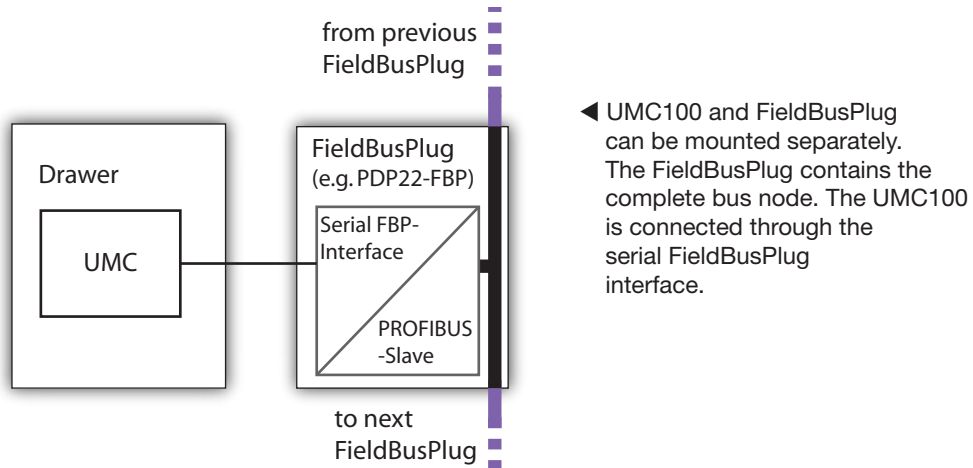 from previous
FieldBusPlug
Drawer
UMC
FieldBusPlug
(e.g. PDP22-FBP)
Serial FBP-
Interface
PROFIBUS
-Slave
to next
FieldBusPlug
◀ UMC100 and FieldBusPlug
can be mounted separately.
The FieldBusPlug contains the
complete bus node. The UMC100
is connected through the
serial FieldBusPlug
interface.